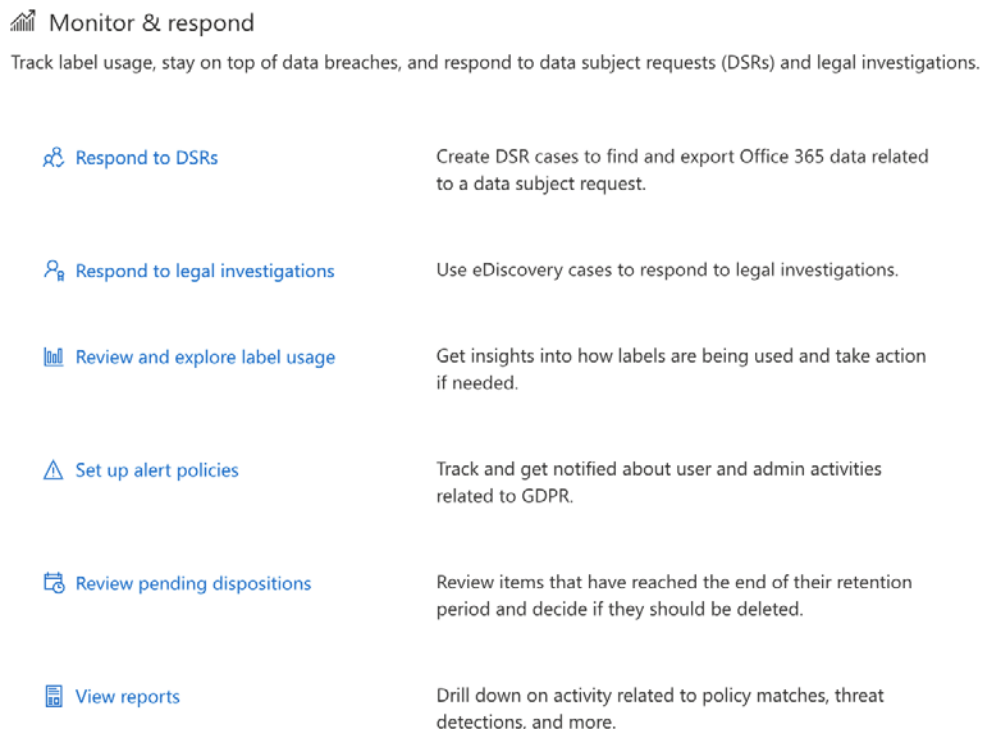 Monitor & respond
Track label usage, stay on top of data breaches, and respond to data subject requests (DSRs) and legal investigations.
Respond to DSRs
Create DSR cases to find and export Office 365 data related
to a data subject request.
Respond to legal investigations
Use eDiscovery cases to respond to legal investigations.
Review and explore label usage
Get insights into how labels are being used and take action
if needed.
Set up alert policies
Track and get notified about user and admin activities
related to GDPR.
Review pending dispositions
Review items that have reached the end of their retention
period and decide if they should be deleted.
View reports
Drill down on activity related to policy matches, threat
detections, and more.